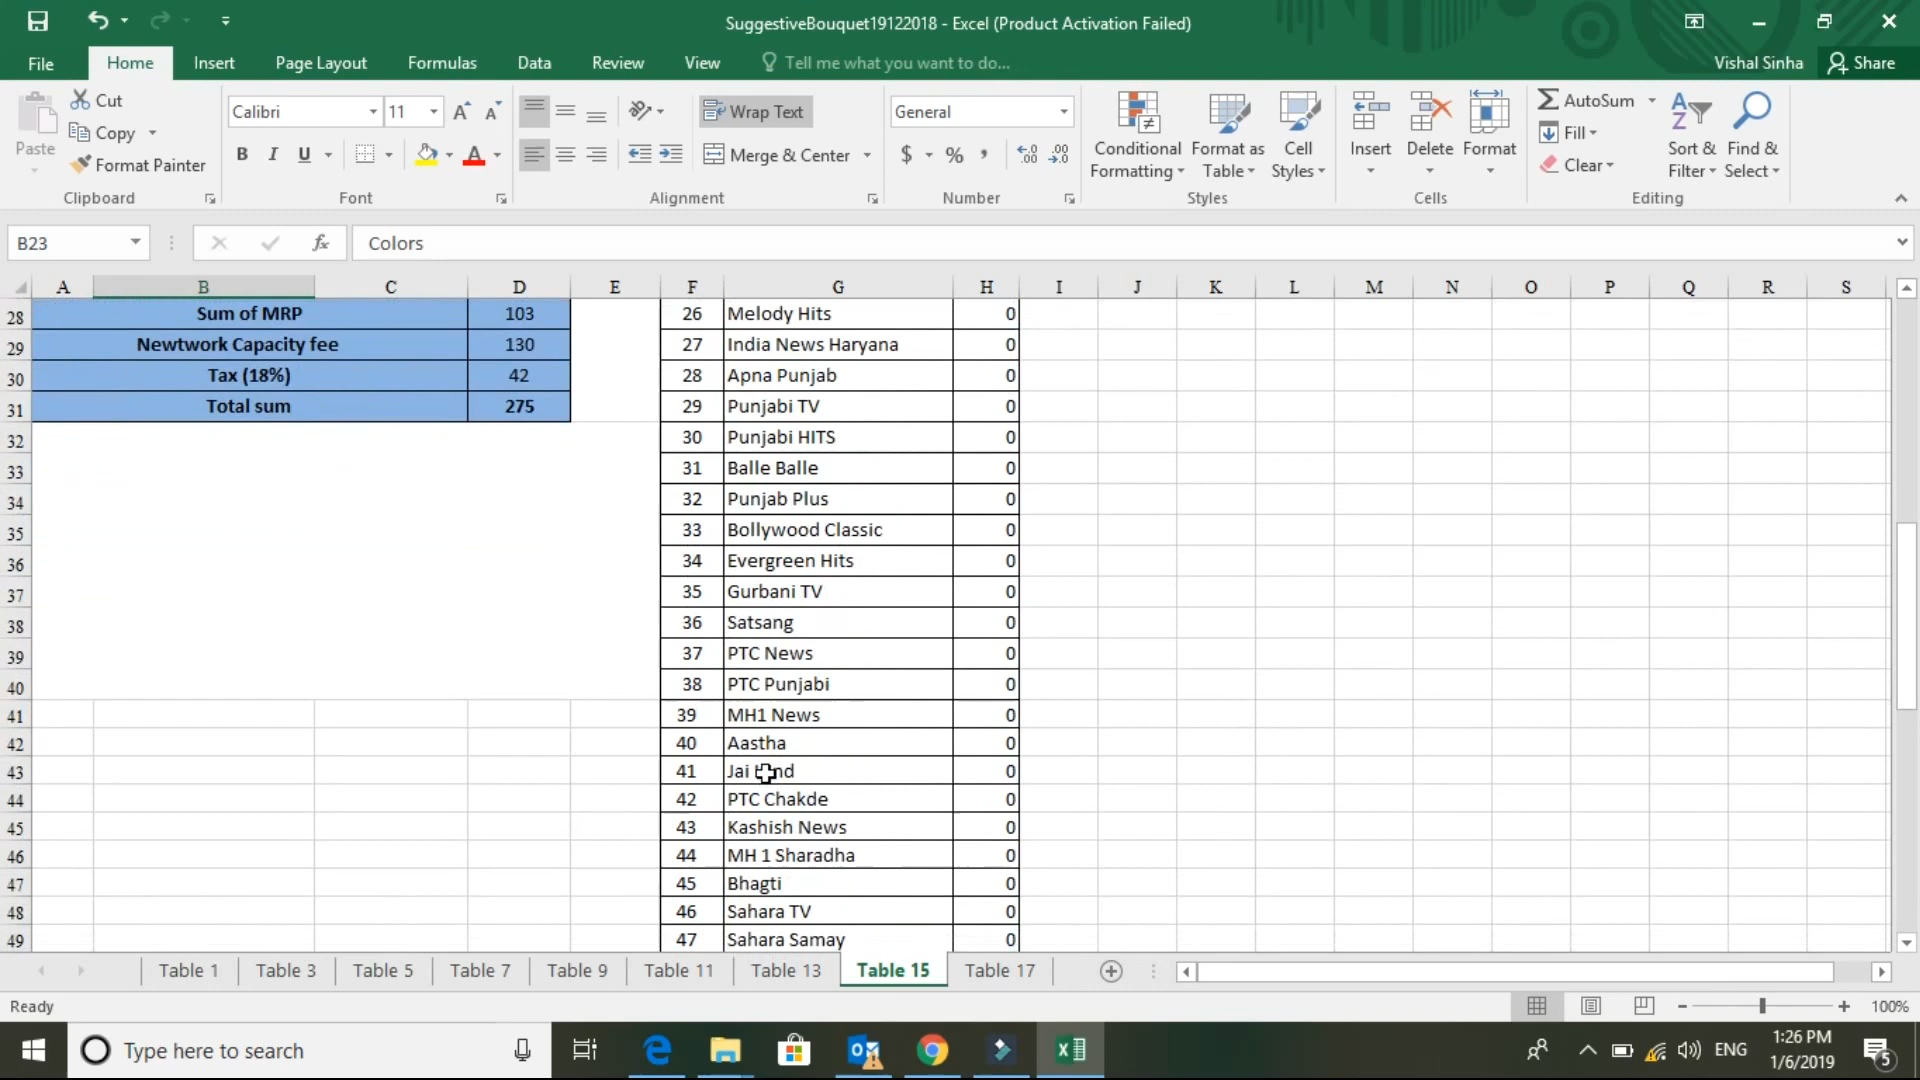 SuggestiveBouquet19122018 - Excel (Product Activation Failed)
File Home Insert Page Layout Formulas Data Review View Tell me what you want to do... Vishal Sinha Share
Paste Cut Copy Format Painter Clipboard
Calibri 11 B I U A Font
Wrap Text Merge & Center Alignment
General $ % , Number
Conditional Formatting Format as Table Cell Styles Styles
Insert Delete Format Cells
AutoSum Fill Clear Sort & Filter Find & Select Editing
B23 fx Colors
A B C D E F G H I J K L M N O P Q R S
28 Sum of MRP 103 26 Melody Hits 0
29 Newtwork Capacity fee 130 27 India News Haryana 0
30 Tax (18%) 42 28 Apna Punjab 0
31 Total sum 275 29 Punjabi TV 0
32 30 Punjabi HITS 0
33 31 Balle Balle 0
34 32 Punjab Plus 0
35 33 Bollywood Classic 0
36 34 Evergreen Hits 0
37 35 Gurbani TV 0
38 36 Satsang 0
39 37 PTC News 0
40 38 PTC Punjabi 0
41 39 MH1 News 0
42 40 Aastha 0
43 41 Jai 0
44 42 PTC Chakde 0
45 43 Kashish News 0
46 44 MH 1 Sharadha 0
47 45 Bhagti 0
48 46 Sahara TV 0
49 47 Sahara Samay 0
Table 1 Table 3 Table 5 Table 7 Table 9 Table 11 Table 13 Table 15 Table 17
Ready 100%
Type here to search ENG 1:26 PM
1/6/2019 5